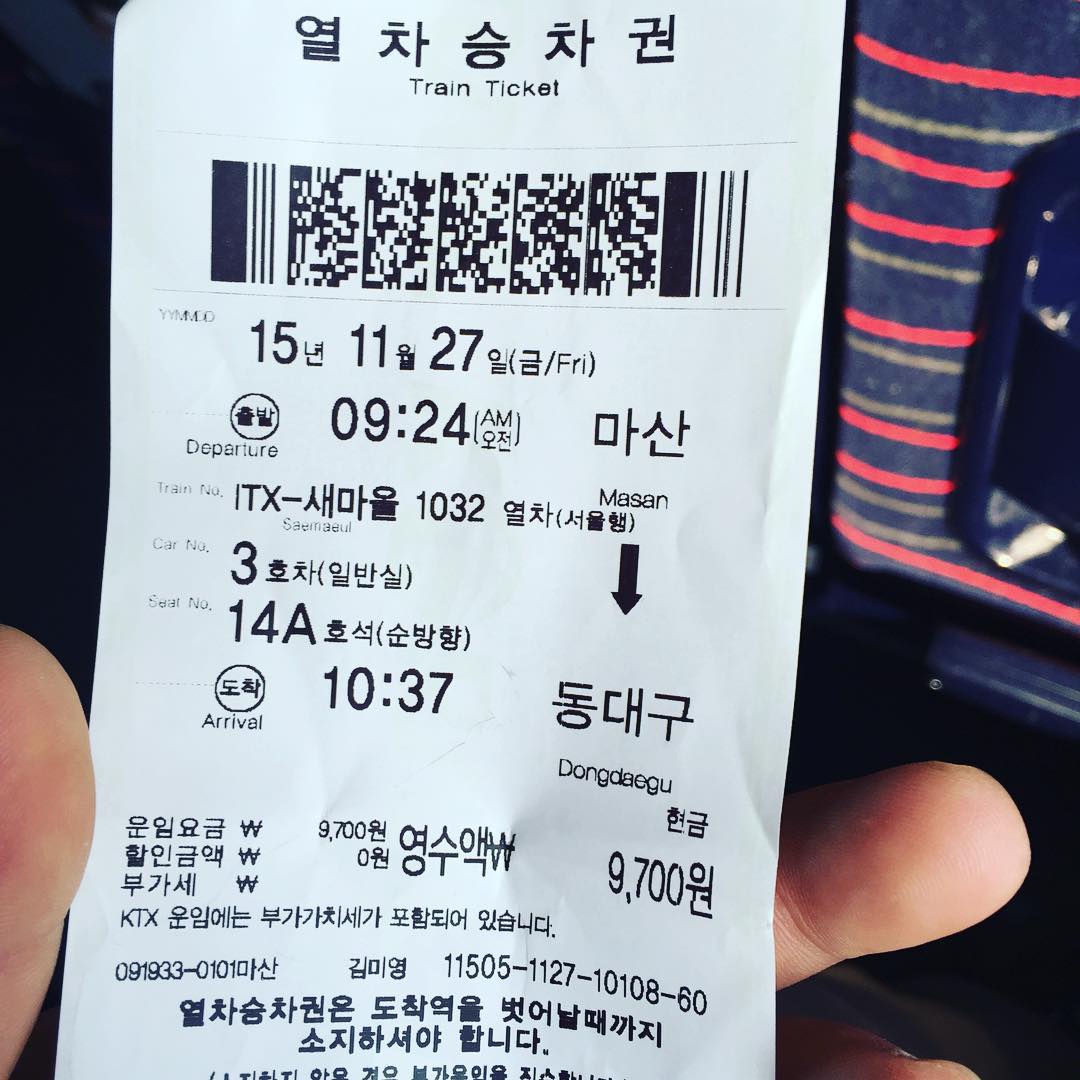 열차승차권
Train Ticket
YYMMDD
15년 11월 27일(금/Fri)
출발 09:24 (AM 오전) 마산
Departure
Masan
Train No. ITX-새마을 1032 열차(서울행)
Saemaeul
Car No. 3호차(일반실)
Seat No. 14A호석(순방향)
도착 10:37 동대구
Arrival
Dongdaegu
현금
운임요금 ₩ 9,700원 영수액₩ 9,700원
할인금액 ₩ 0원
부가세 ₩
KTX 운임에는 부가가치세가 포함되어 있습니다.
091933-0101마산 김미영 11505-1127-10108-60
열차승차권은 도착역을 벗어날때까지
소지하셔야 합니다.